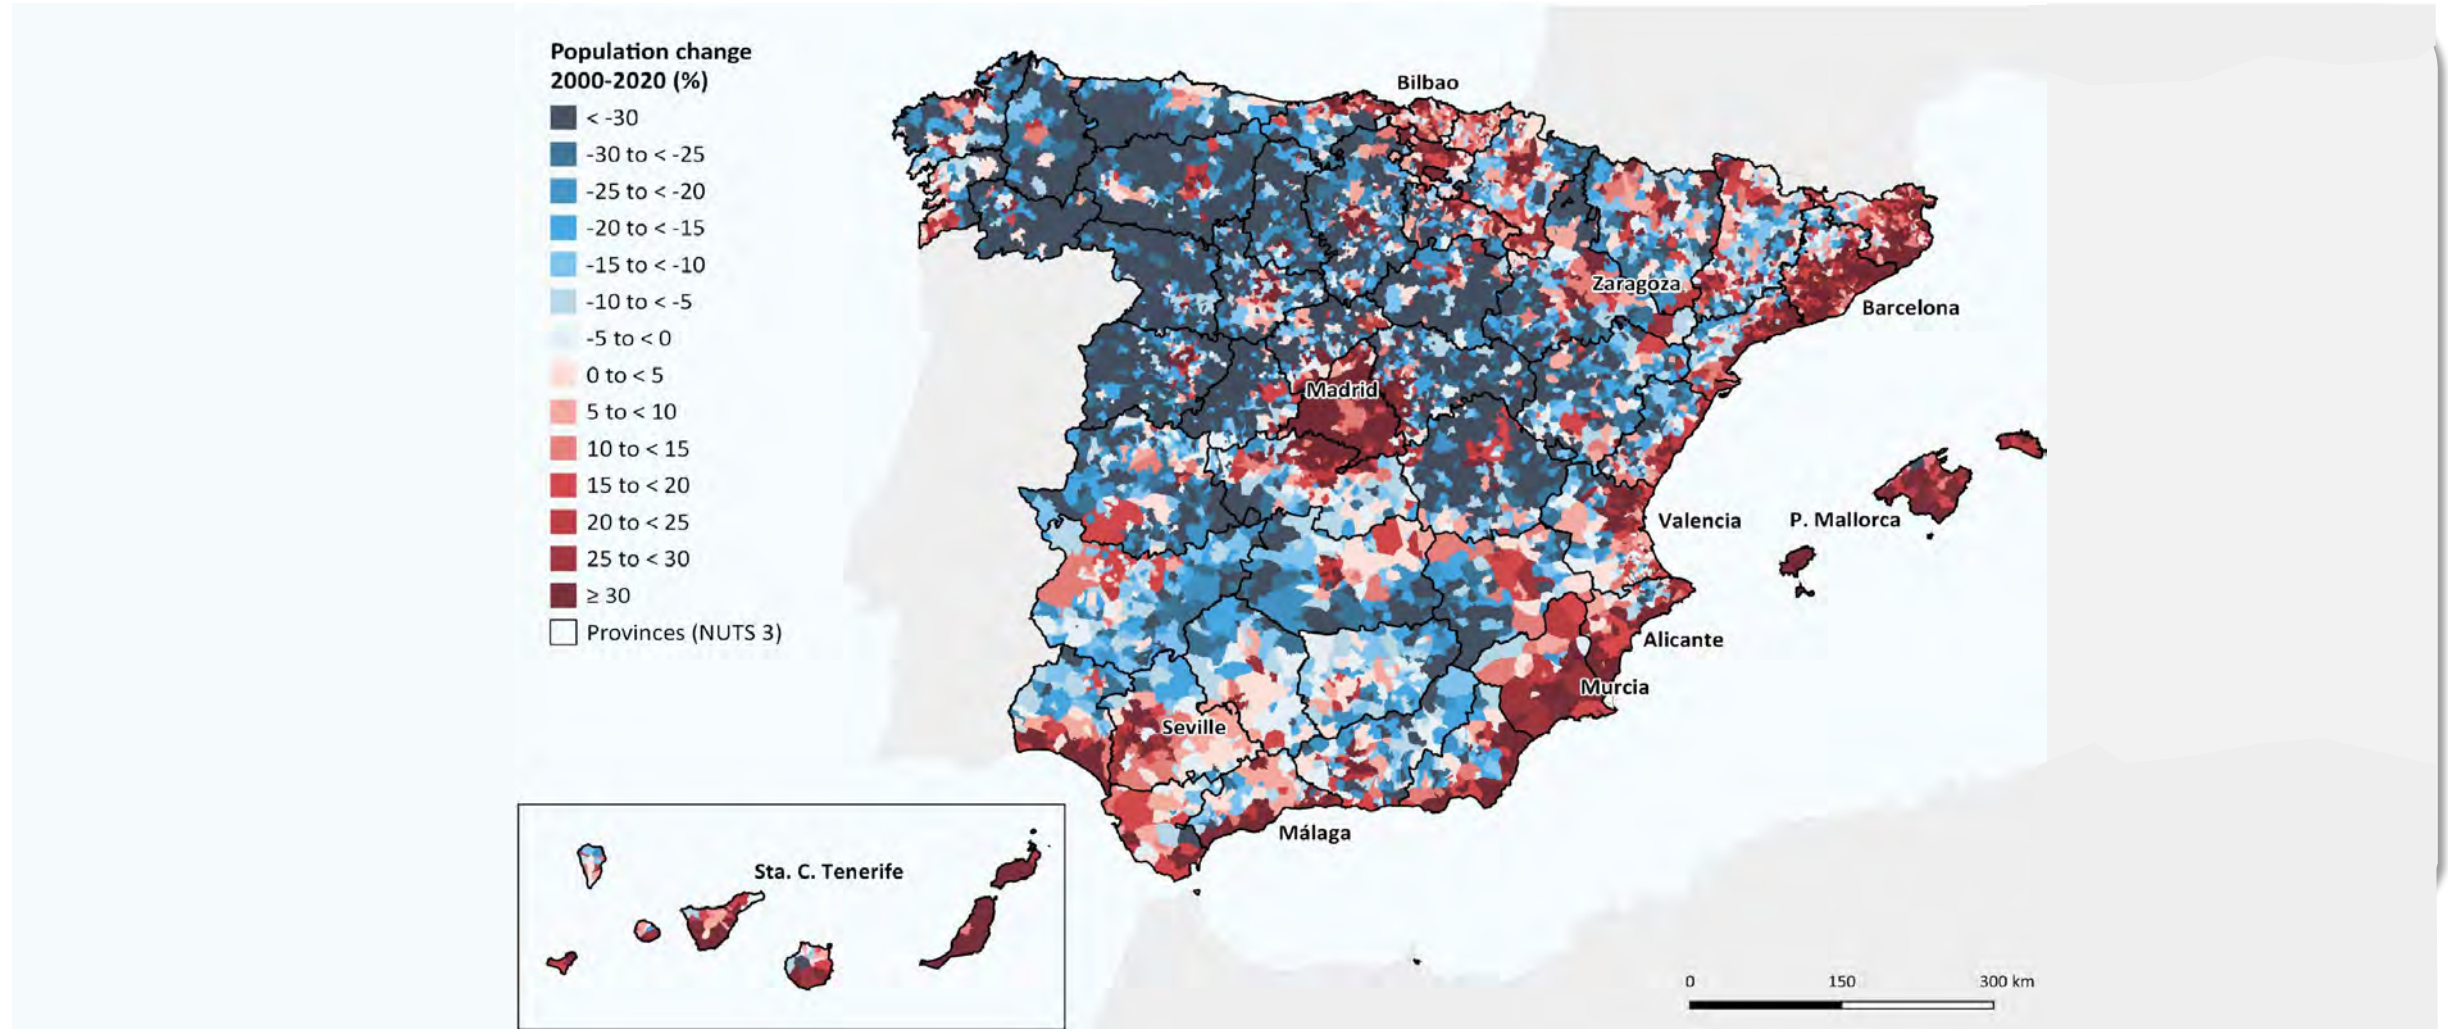 Population change
2000-2020 (%)
< -30
-30 to < -25
-25 to < -20
-20 to < -15
-15 to < -10
-10 to < -5
-5 to < 0
0 to < 5
5 to < 10
10 to < 15
15 to < 20
20 to < 25
25 to < 30
≥ 30
Provinces (NUTS 3)
Bilbao
Zaragoza
Barcelona
Madrid
Valencia
P. Mallorca
Alicante
Murcia
Seville
Málaga
Sta. C. Tenerife
0 150 300 km